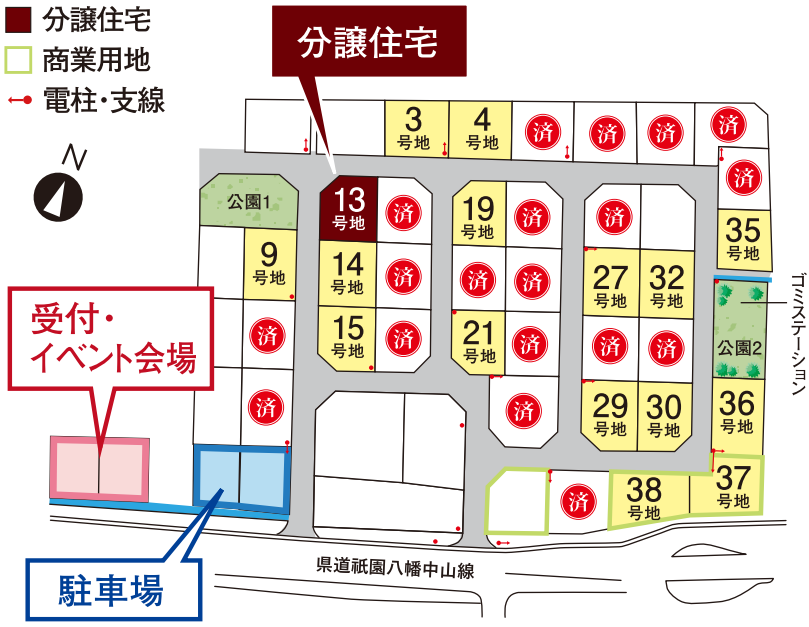 分譲住宅
商業用地
電柱・支線
分譲住宅
N
3
号地
4
号地
済
済
済
済
公園1
13
号地
済
19
号地
済
済
済
35
号地
9
号地
14
号地
済
済
済
27
号地
32
号地
ゴミステーション
受付・
イベント会場
済
15
号地
済
21
号地
済
済
済
公園2
済
済
29
号地
30
号地
36
号地
済
38
号地
37
号地
駐車場
県道祇園八幡中山線